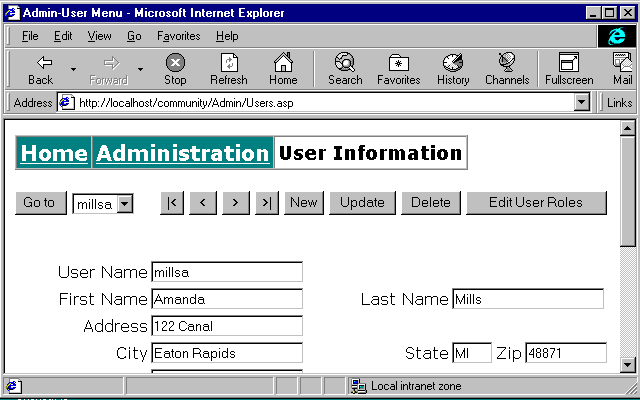 Admin-User Menu - Microsoft Internet Explorer
File Edit View Go Favorites Help
Back Forward Stop Refresh Home Search Favorites History Channels Fullscreen Mail
Address http://localhost/community/Admin/Users.asp Links
Home Administration User Information
Go to millsa |< < > >| New Update Delete Edit User Roles
User Name millsa
First Name Amanda Last Name Mills
Address 122 Canal
City Eaton Rapids State MI Zip 48871
Local intranet zone